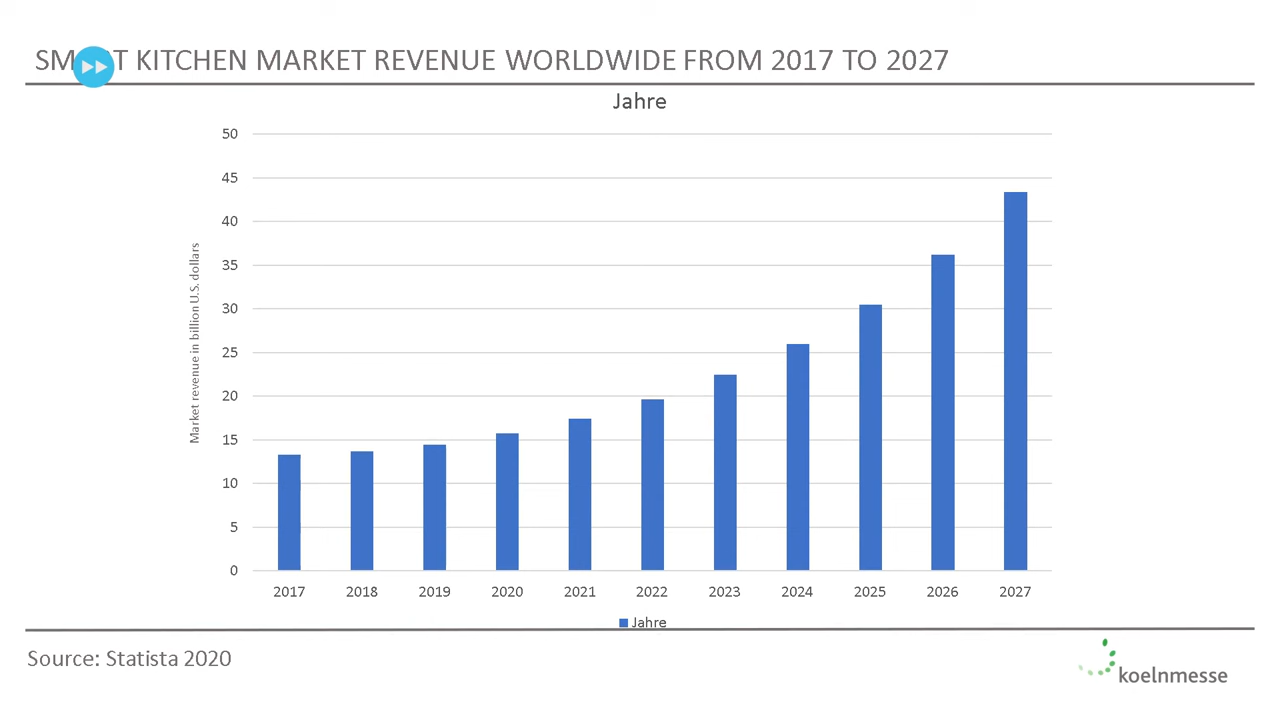 SM T KITCHEN MARKET REVENUE WORLDWIDE FROM 2017 TO 2027
Jahre
50
45
40
35
30
25
20
15
10
5
0
Market revenue in billion U.S. dollars
2017 2018 2019 2020 2021 2022 2023 2024 2025 2026 2027
Jahre
Source: Statista 2020
koelnmesse